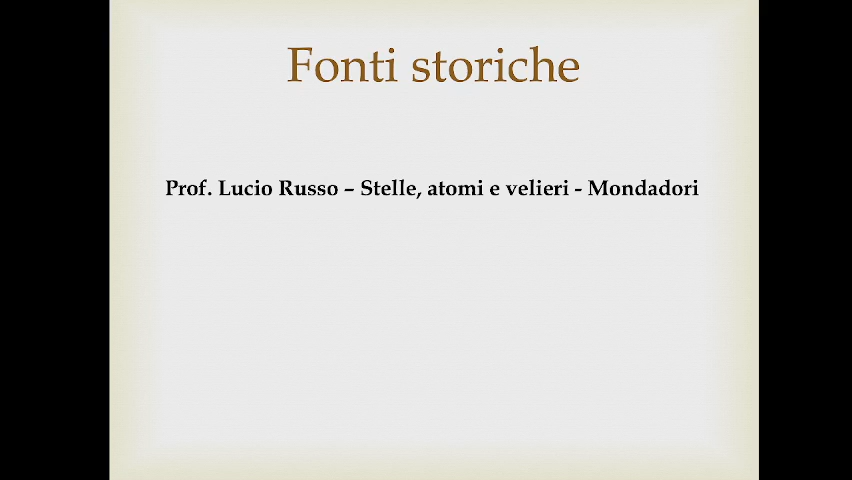 Fonti storiche
Prof. Lucio Russo – Stelle, atomi e velieri - Mondadori